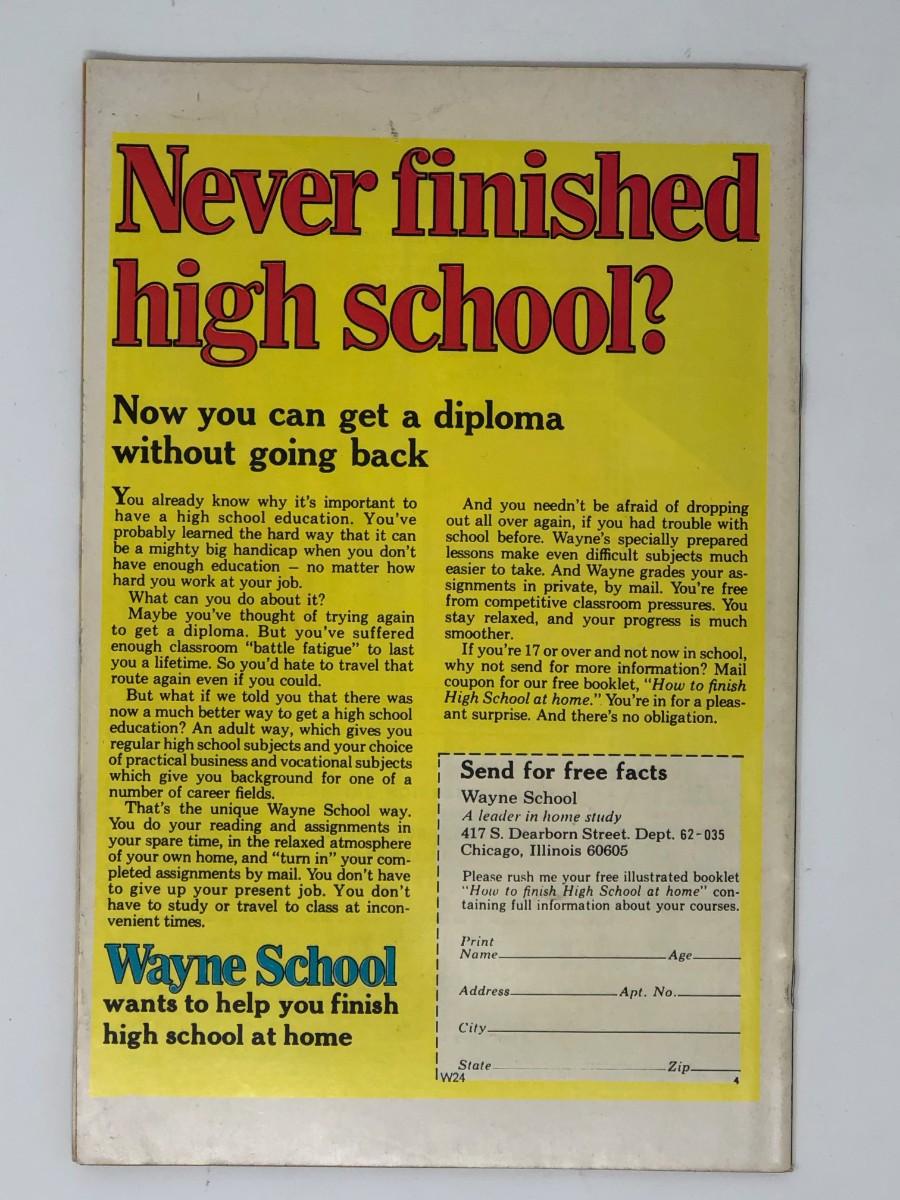 Never finished
high school?
Now you can get a diploma
without going back
You already know why it's important to
have a high school education. You've
probably learned the hard way that it can
be a mighty big handicap when you don't
have enough education – no matter how
hard you work at your job.
What can you do about it?
Maybe you've thought of trying again
to get a diploma. But you've suffered
enough classroom "battle fatigue" to last
you a lifetime. So you'd hate to travel that
route again even if you could.
But what if we told you that there was
now a much better way to get a high school
education? An adult way, which gives you
regular high school subjects and your choice
of practical business and vocational subjects
which give you background for one of a
number of career fields.
That's the unique Wayne School way.
You do your reading and assignments in
your spare time, in the relaxed atmosphere
of your own home, and "turn in" your com-
pleted assignments by mail. You don't have
to give up your present job. You don't
have to study or travel to class at incon-
venient times.
Wayne School
wants to help you finish
high school at home
And you needn't be afraid of dropping
out all over again, if you had trouble with
school before. Wayne's specially prepared
lessons make even difficult subjects much
easier to take. And Wayne grades your as-
signments in private, by mail. You're free
from competitive classroom pressures. You
stay relaxed, and your progress is much
smoother.
If you're 17 or over and not now in school,
why not send for more information? Mail
coupon for our free booklet, "How to finish
High School at home." You're in for a pleas-
ant surprise. And there's no obligation.
Send for free facts
Wayne School
A leader in home study
417 S. Dearborn Street. Dept. 62-035
Chicago, Illinois 60605
Please rush me your free illustrated booklet
"How to finish High School at home" con-
taining full information about your courses.
Print
Name Age
Address Apt. No.
City
State Zip
W24 4